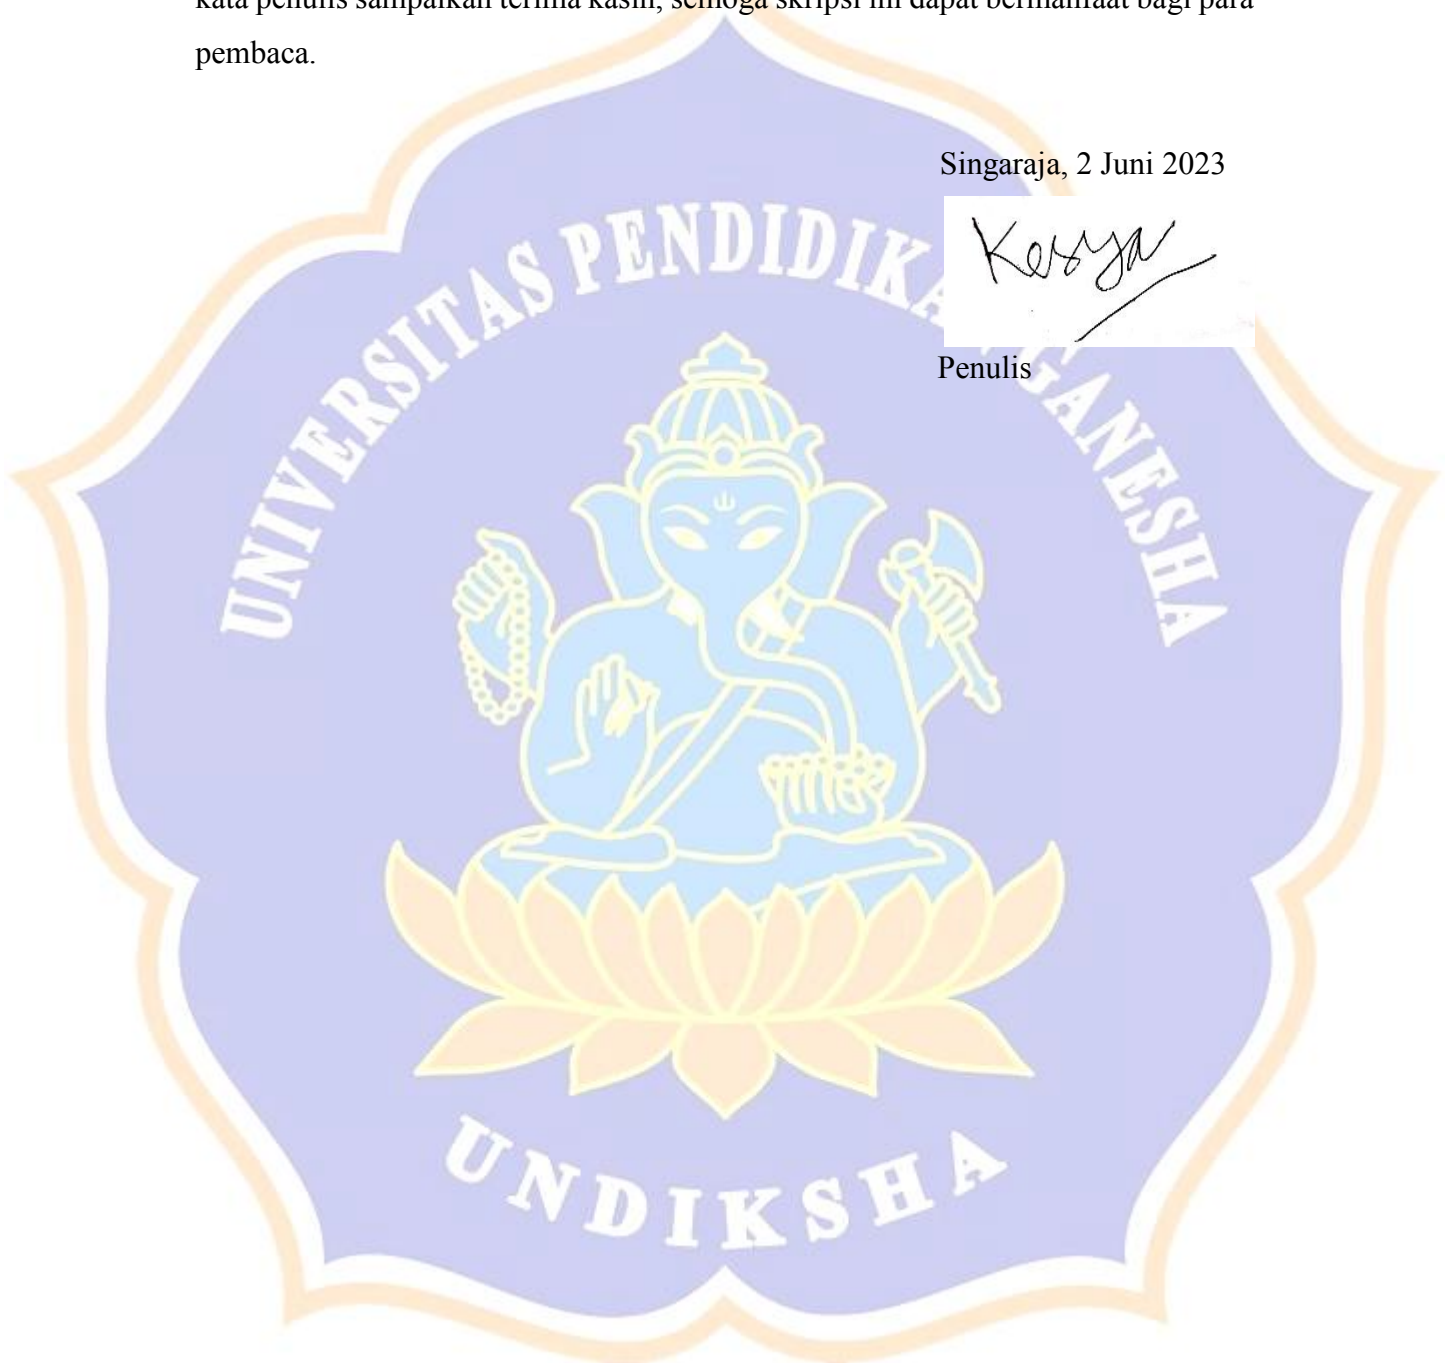 kata penulis sampaikan terima kasih, semoga skripsi ini dapat bermanfaat bagi para
pembaca.
Singaraja, 2 Juni 2023
Kesya
Penulis
UNIVERSITAS PENDIDIKAN GANESHA
UNDIKSHA